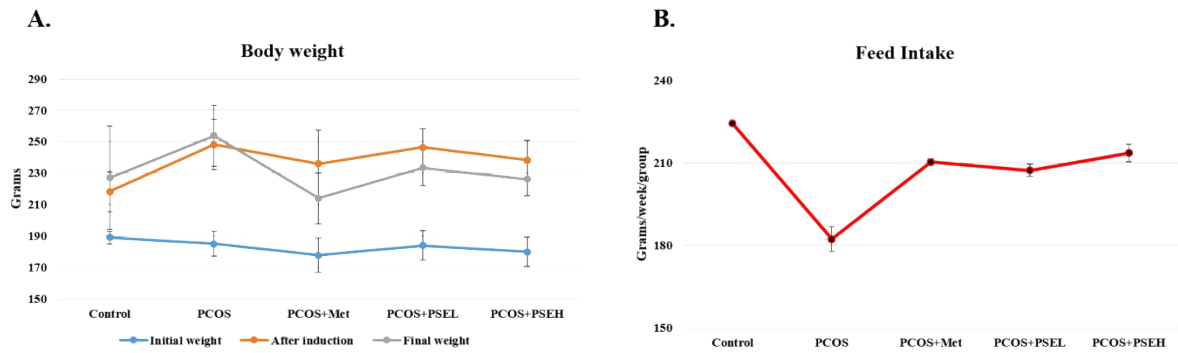 A.
Body weight
290
270
250
230
210
190
170
150
Grams
Control PCOS PCOS+Met PCOS+PSEL PCOS+PSEH
Initial weight After induction Final weight
B.
Feed Intake
240
210
180
150
Grams/week/group
Control PCOS PCOS+Met PCOS+PSEL PCOS+PSEH